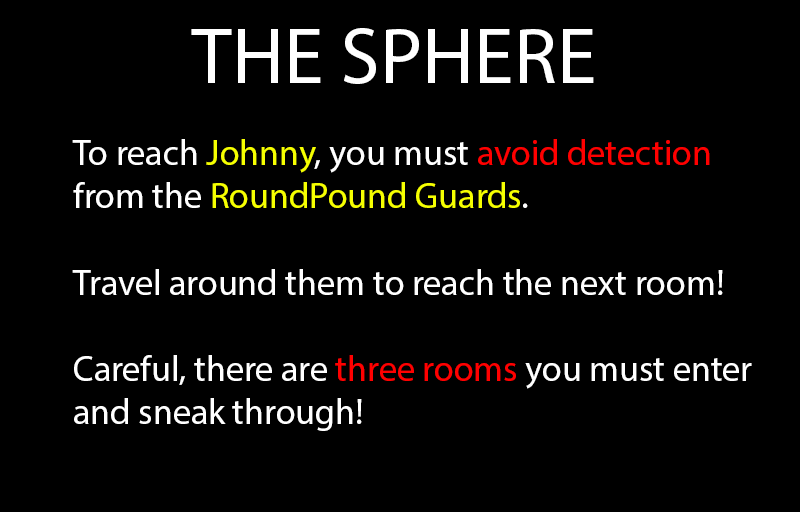 THE SPHERE
To reach Johnny, you must avoid detection
from the RoundPound Guards.
Travel around them to reach the next room!
Careful, there are three rooms you must enter
and sneak through!